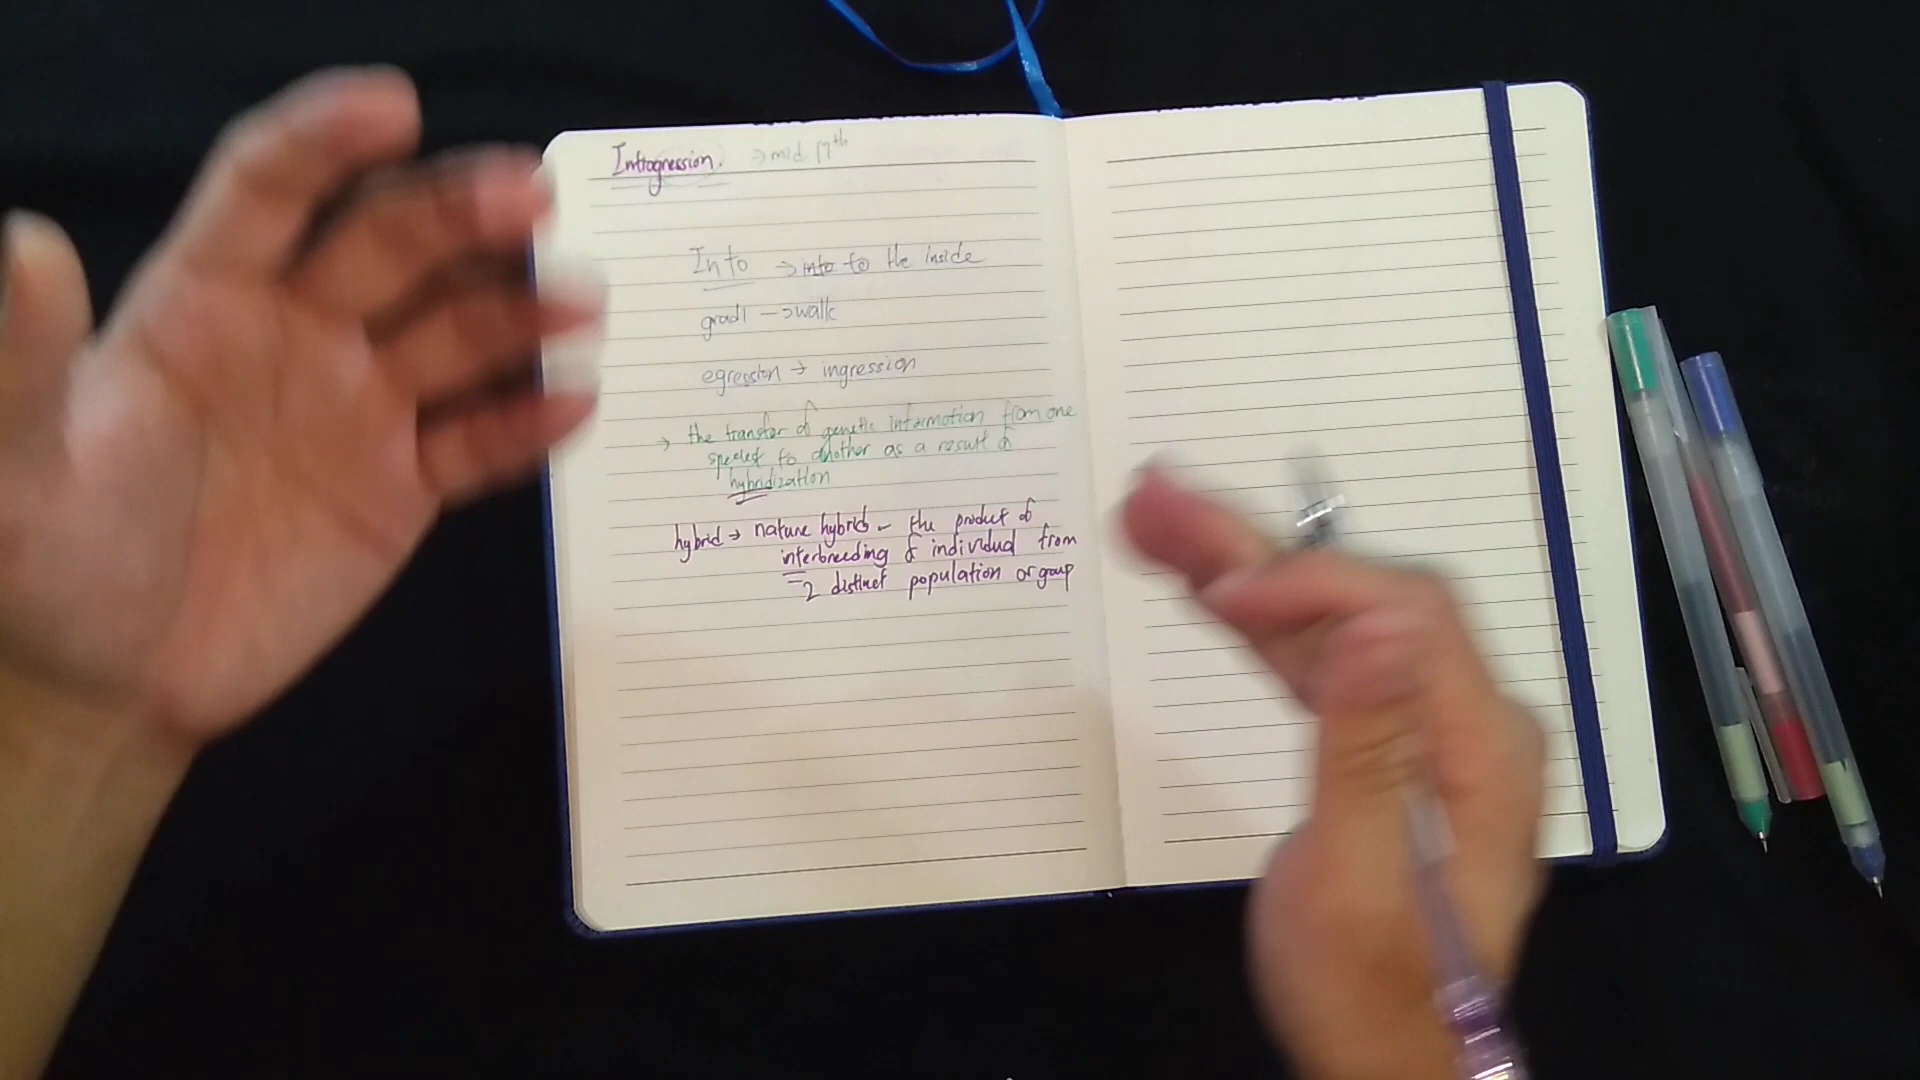 Introgression. → mid 17th
Into → into to the inside
gradi → walk
egression → ingression
→ the transfer of genetic information from one
species to another as a result of
hybridization
hybrid → nature hybrid - the product of
interbreeding of individual from
2 distinct population or group